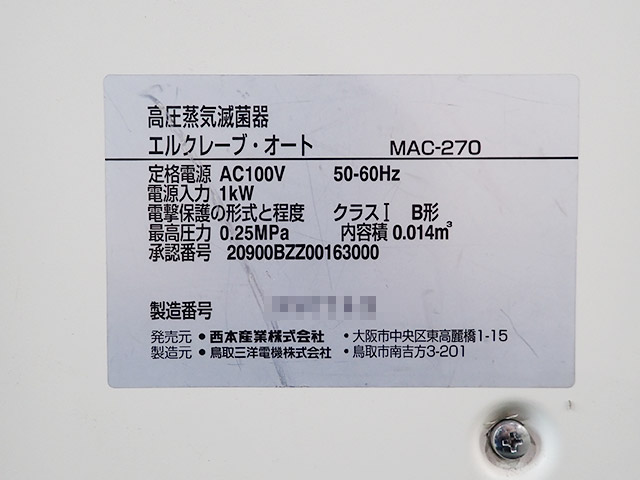 高圧蒸気滅菌器
エルクレーブ・オート MAC-270
定格電源 AC100V 50-60Hz
電源入力 1kW
電撃保護の形式と程度 クラスI B形
最高圧力 0.25MPa 内容積 0.014m³
承認番号 20900BZZ00163000
製造番号
発売元 • 西本産業株式会社 • 大阪市中央区東高麗橋1-15
製造元 • 鳥取三洋電機株式会社 • 鳥取市南吉方3-201